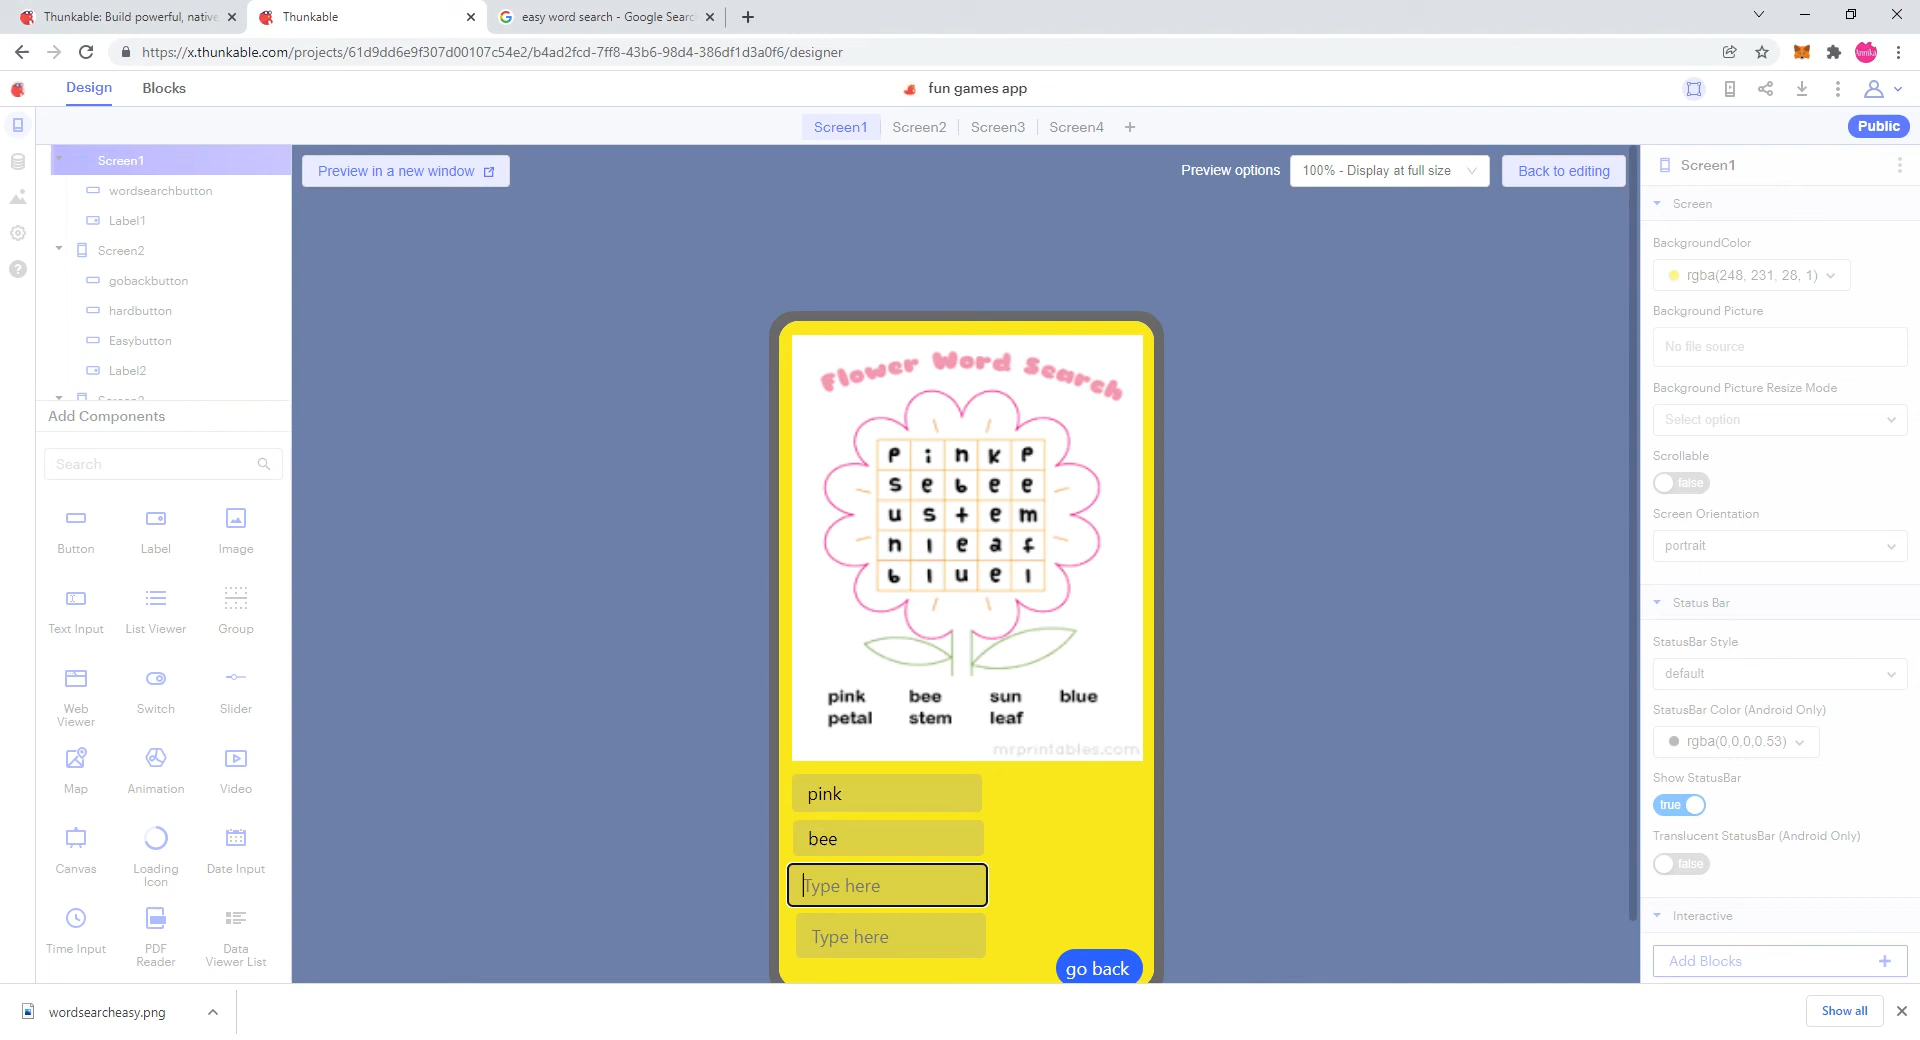 Thunkable: Build powerful, native
Thunkable
easy word search - Google Searc
https://x.thunkable.com/projects/61d9dd6e9f307d00107c54e2/b4ad2fcd-7ff8-43b6-98d4-386df1d3a0f6/designer
Design
Blocks
fun games app
Screen1
Screen2
Screen3
Screen4
Public
Screen1
wordsearchbutton
Label1
Screen2
gobackbutton
hardbutton
Easybutton
Label2
Add Components
Search
Button
Label
Image
Text Input
List Viewer
Group
Web Viewer
Switch
Slider
Map
Animation
Video
Canvas
Loading Icon
Date Input
Time Input
PDF Reader
Data Viewer List
Preview in a new window
Preview options
100% - Display at full size
Back to editing
Flower Word Search
p i n k p
s e b e e
u s t e m
n l e a f
b l u e l
pink bee sun blue
petal stem leaf
mrprintables.com
pink
bee
Type here
Type here
go back
Screen1
Screen
BackgroundColor
rgba(248, 231, 28, 1)
Background Picture
No file source
Background Picture Resize Mode
Select option
Scrollable
false
Screen Orientation
portrait
Status Bar
StatusBar Style
default
StatusBar Color (Android Only)
rgba(0,0,0,0.53)
Show StatusBar
true
Translucent StatusBar (Android Only)
false
Interactive
Add Blocks
wordsearcheasy.png
Show all